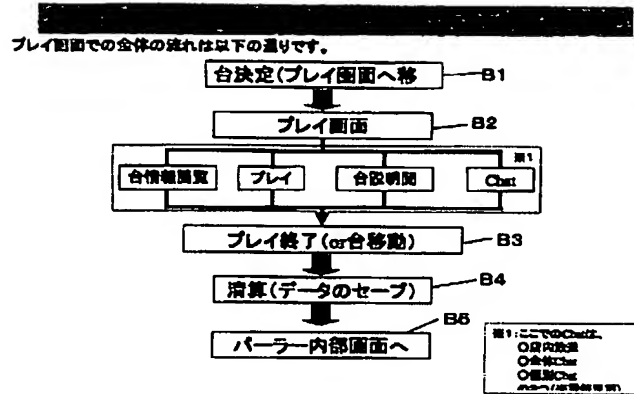 プレイ画面での全体の流れは以下の通りです。
台決定(プレイ画面へ移
B1
プレイ画面
B2
※1
台情報閲覧
プレイ
台説明閲
Chat
プレイ終了(or台移動)
B3
清算(データのセーブ)
B4
パーラー内部画面へ
B5
※1:ここでのChatは、
○店内放送
○全体Chat
○個別Chat